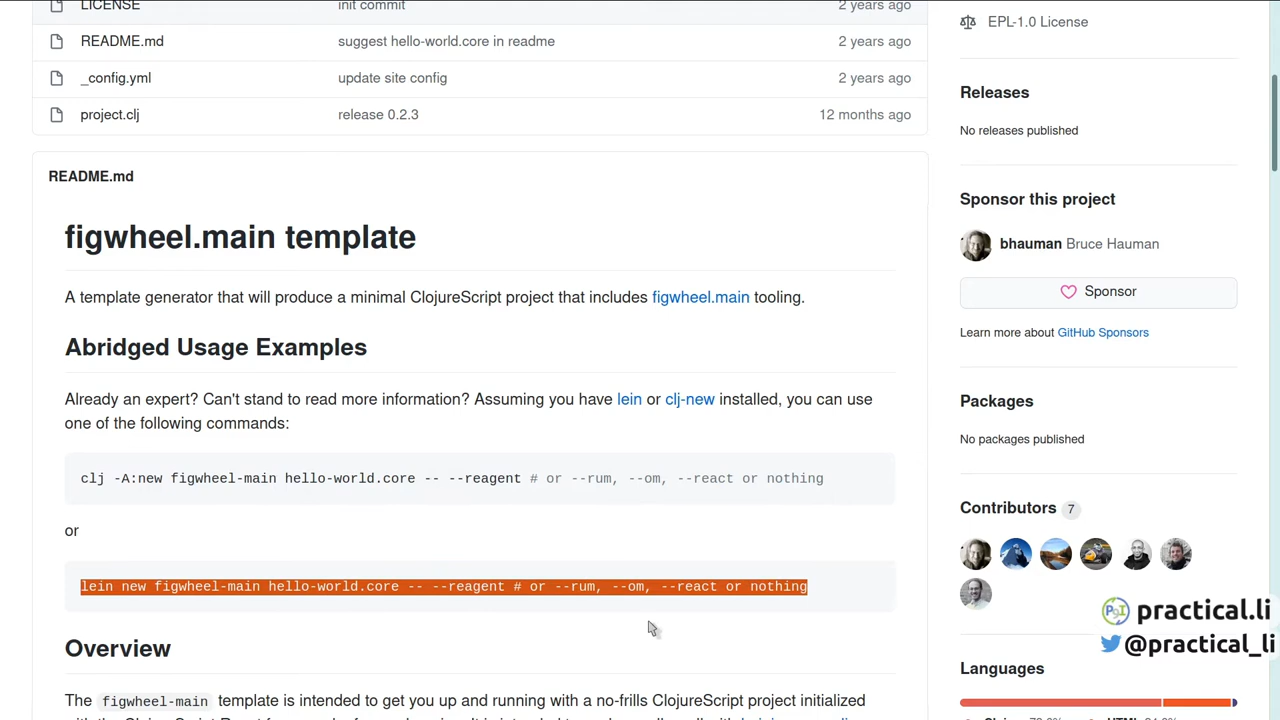 LICENSE init commit 2 years ago
README.md suggest hello-world.core in readme 2 years ago
_config.yml update site config 2 years ago
project.clj release 0.2.3 12 months ago
README.md
figwheel.main template
A template generator that will produce a minimal ClojureScript project that includes figwheel.main tooling.
Abridged Usage Examples
Already an expert? Can't stand to read more information? Assuming you have lein or clj-new installed, you can use
one of the following commands:
clj -A:new figwheel-main hello-world.core -- --reagent # or --rum, --om, --react or nothing
or
lein new figwheel-main hello-world.core -- --reagent # or --rum, --om, --react or nothing
Overview
The figwheel-main template is intended to get you up and running with a no-frills ClojureScript project initialized
EPL-1.0 License
Releases
No releases published
Sponsor this project
bhauman Bruce Hauman
Sponsor
Learn more about GitHub Sponsors
Packages
No packages published
Contributors 7
practical.li
@practical_li
Languages